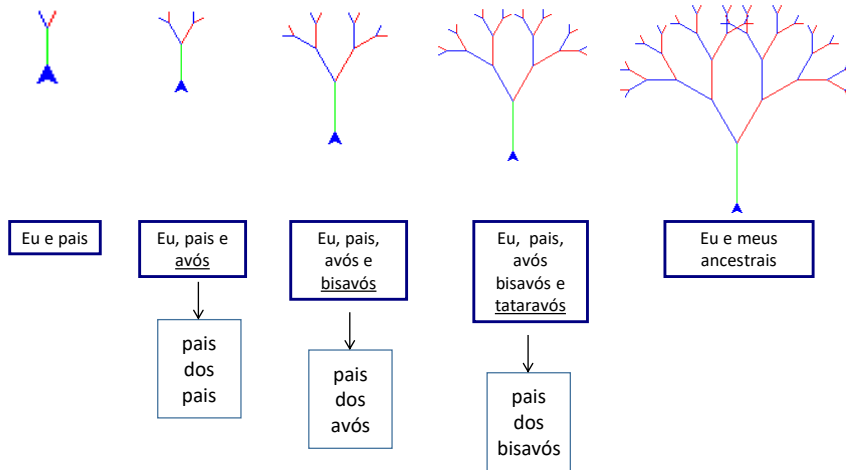 Eu e pais
Eu, pais e
avós
Eu, pais,
avós e
bisavós
Eu, pais,
avós
bisavós e
tataravós
Eu e meus
ancestrais
pais
dos
pais
pais
dos
avós
pais
dos
bisavós